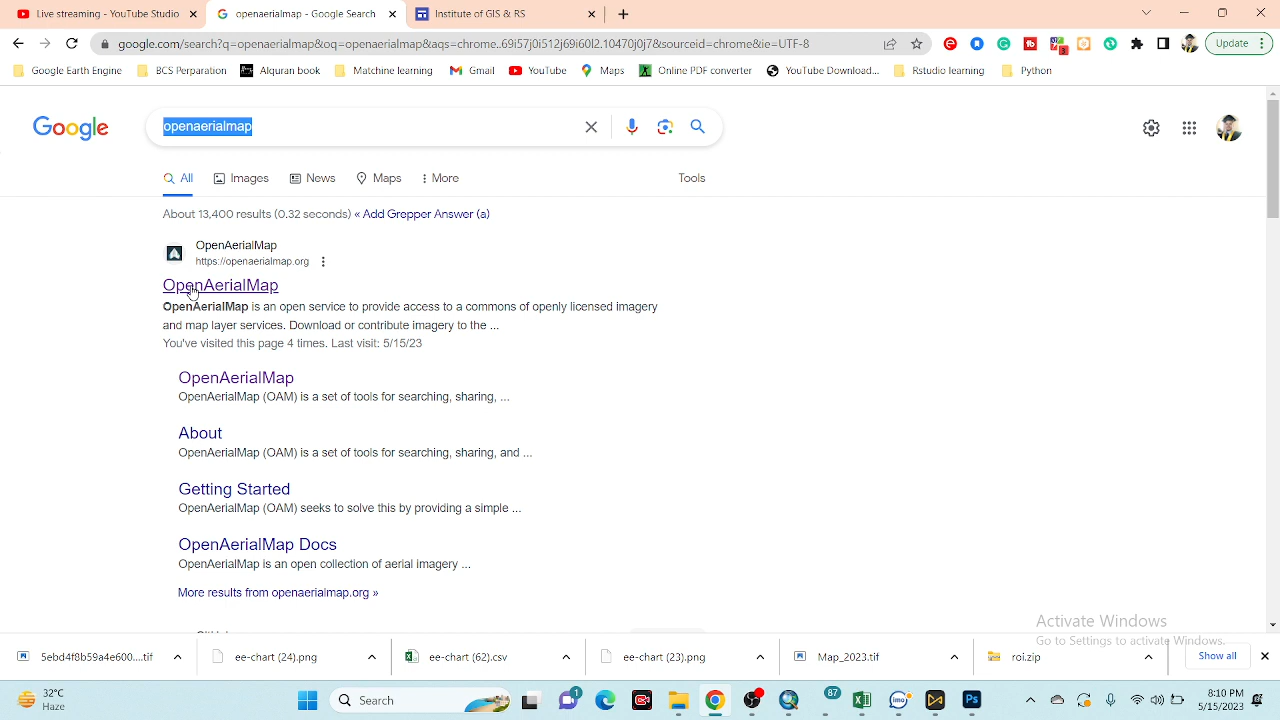 Live streaming - YouTube Studio
openaerialmap - Google Search
Institute of GIS & RS
google.com/search?q=openaerialmap&oq=openaerialmap&aqs=chrome..69i57j0i512j69i60l2.10470j0j7&sourceid=chrome&ie=UTF-8
Update
Google Earth Engine
BCS Perparation
Alquran Book
Machine learning
Gmail
YouTube
Maps
Online PDF converter
YouTube Download...
Rstudio learning
Python
Google
openaerialmap
All
Images
News
Maps
More
Tools
About 13,400 results (0.32 seconds) « Add Grepper Answer (a)
OpenAerialMap
https://openaerialmap.org
OpenAerialMap
OpenAerialMap is an open service to provide access to a commons of openly licensed imagery
and map layer services. Download or contribute imagery to the ...
You've visited this page 4 times. Last visit: 5/15/23
OpenAerialMap
OpenAerialMap (OAM) is a set of tools for searching, sharing, ...
About
OpenAerialMap (OAM) is a set of tools for searching, sharing, and ...
Getting Started
OpenAerialMap (OAM) seeks to solve this by providing a simple ...
OpenAerialMap Docs
OpenAerialMap is an open collection of aerial imagery ...
More results from openaerialmap.org »
Activate Windows
Go to Settings to activate Windows.
5ebd4f8b59a4e600....tif
ee-chart (24).png
ee-chart (62).csv
ee-chart (23).png
Map_2023.tif
roi.zip
Show all
32°C
Haze
Search
1
87
8:10 PM
5/15/2023